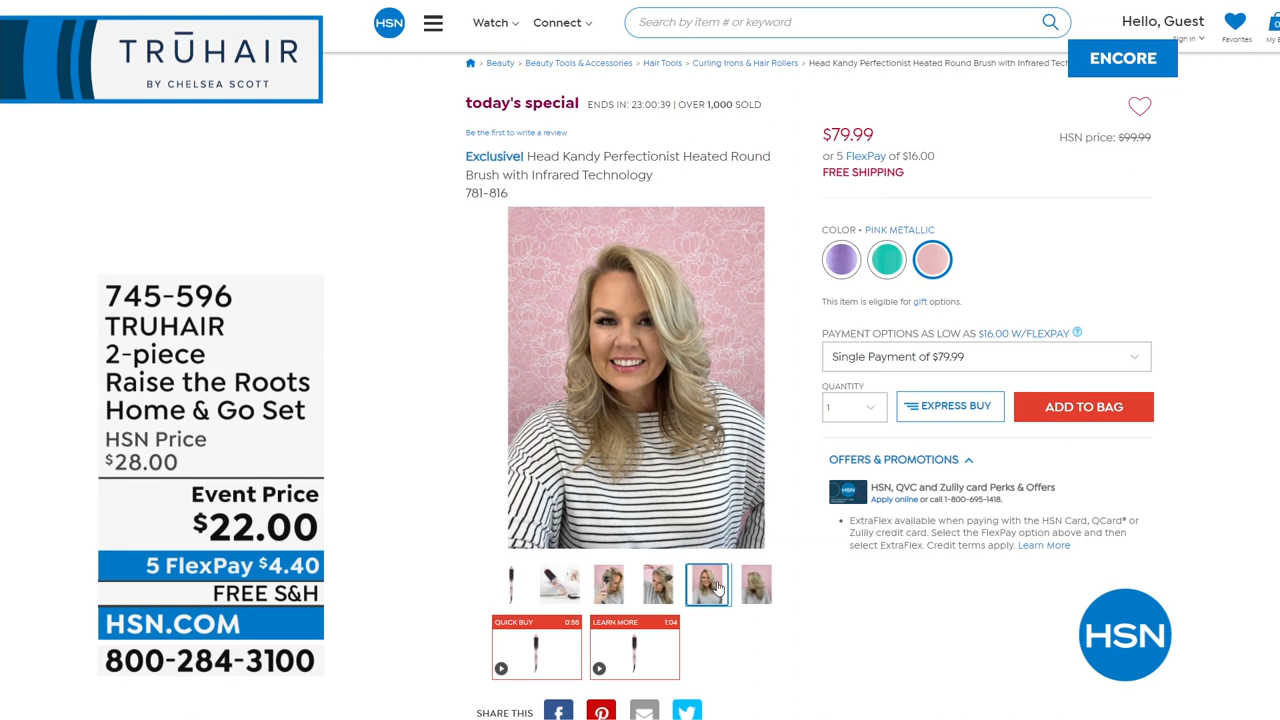 TRŪHAIR
BY CHELSEA SCOTT
HSN
Watch
Connect
Search by item # or keyword
Hello, Guest
Sign In
Favorites
0
ENCORE
> Beauty > Beauty Tools & Accessories > Hair Tools > Curling Irons & Hair Rollers > Head Kandy Perfectionist Heated Round Brush with Infrared
today's special ENDS IN: 23:00:39 | OVER 1,000 SOLD
Be the first to write a review
Exclusive! Head Kandy Perfectionist Heated Round
Brush with Infrared Technology
781-816
$79.99
HSN price: $99.99
or 5 FlexPay of $16.00
FREE SHIPPING
COLOR • PINK METALLIC
This item is eligible for gift options.
PAYMENT OPTIONS AS LOW AS $16.00 W/FLEXPAY ?
Single Payment of $79.99
QUANTITY
1
EXPRESS BUY
ADD TO BAG
OFFERS & PROMOTIONS
HSN
HSN, QVC and Zulily card Perks & Offers
Apply online or call 1-800-695-1418.
• ExtraFlex available when paying with the HSN Card, QCard® or
Zulily credit card. Select the FlexPay option above and then
select ExtraFlex. Credit terms apply. Learn More
745-596
TRUHAIR
2-piece
Raise the Roots
Home & Go Set
HSN Price
$28.00
Event Price
$22.00
5 FlexPay $4.40
FREE S&H
HSN.COM
800-284-3100
QUICK BUY 0:55
LEARN MORE 1:04
SHARE THIS
HSN